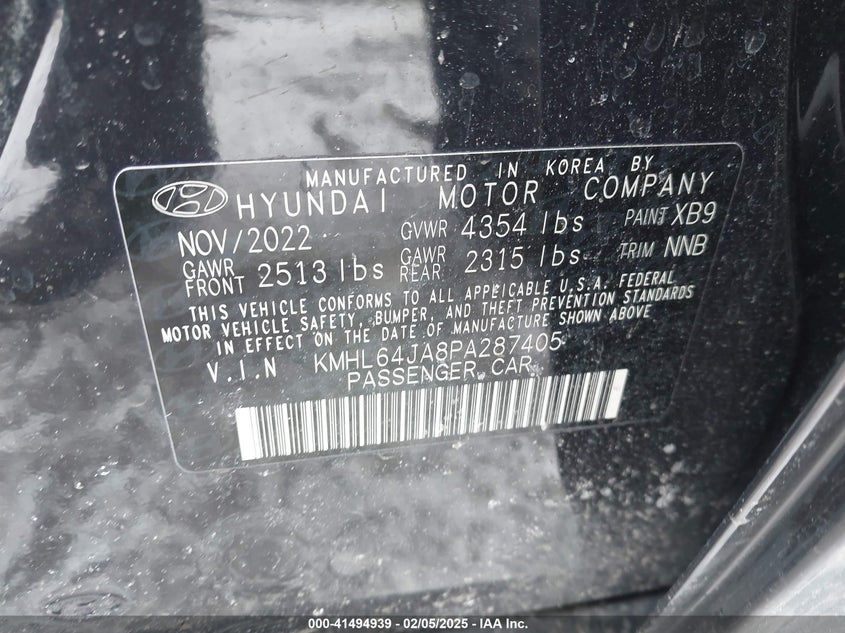 MANUFACTURED IN KOREA BY
HYUNDAI MOTOR COMPANY
NOV/2022 GVWR 4354 lbs PAINT XB9
GAWR FRONT 2513 lbs GAWR REAR 2315 lbs TRIM NNB
THIS VEHICLE CONFORMS TO ALL APPLICABLE U.S.A. FEDERAL
MOTOR VEHICLE SAFETY, BUMPER, AND THEFT PREVENTION STANDARDS
IN EFFECT ON THE DATE OF MANUFACTURE SHOWN ABOVE
V.I.N KMHL64JA8PA287405
PASSENGER CAR
000-41494939 - 02/05/2025 - IAA Inc.